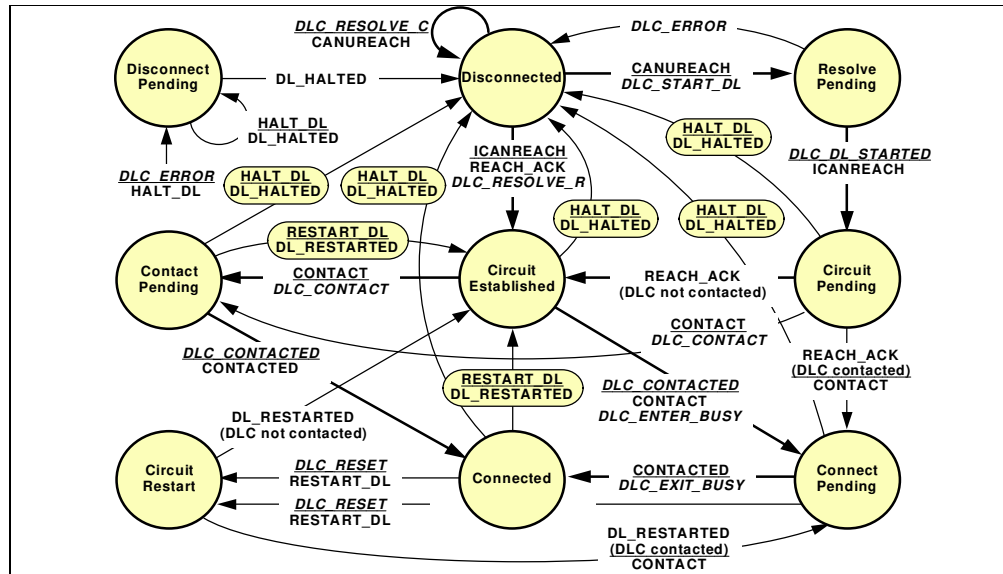 DLC_RESOLVE_C
CANUREACH
DLC_ERROR
Disconnect
Pending
DL_HALTED
Disconnected
CANUREACH
DLC_START_DL
Resolve
Pending
HALT_DL
DL_HALTED
HALT_DL
DL_HALTED
DLC_ERROR
HALT_DL
HALT_DL
DL_HALTED
HALT_DL
DL_HALTED
ICANREACH
REACH_ACK
DLC_RESOLVE_R
DLC_DL_STARTED
ICANREACH
HALT_DL
DL_HALTED
HALT_DL
DL_HALTED
RESTART_DL
DL_RESTARTED
Contact
Pending
CONTACT
DLC_CONTACT
Circuit
Established
REACH_ACK
(DLC not contacted)
Circuit
Pending
CONTACT
DLC_CONTACT
DLC_CONTACTED
CONTACTED
REACH_ACK
(DLC contacted)
CONTACT
RESTART_DL
DL_RESTARTED
DLC_CONTACTED
CONTACT
DLC_ENTER_BUSY
DL_RESTARTED
(DLC not contacted)
Circuit
Restart
DLC_RESET
RESTART_DL
Connected
CONTACTED
DLC_EXIT_BUSY
Connect
Pending
DLC_RESET
RESTART_DL
DL_RESTARTED
(DLC contacted)
CONTACT